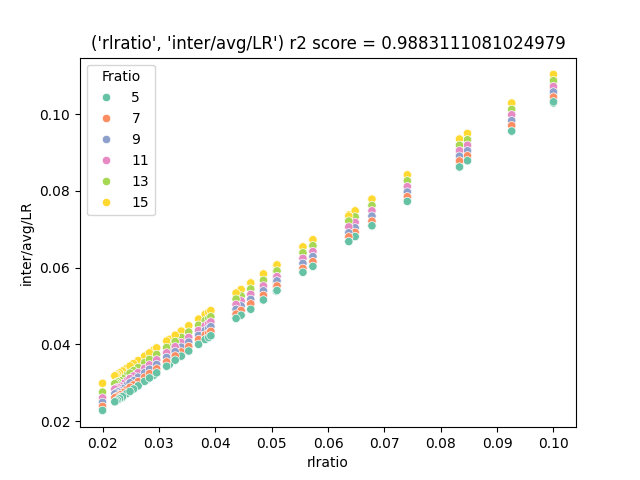 ('rlratio', 'inter/avg/LR') r2 score = 0.9883111081024979
Fratio
5
7
9
11
13
15
0.10
0.08
0.06
0.04
0.02
inter/avg/LR
0.02 0.03 0.04 0.05 0.06 0.07 0.08 0.09 0.10
rlratio